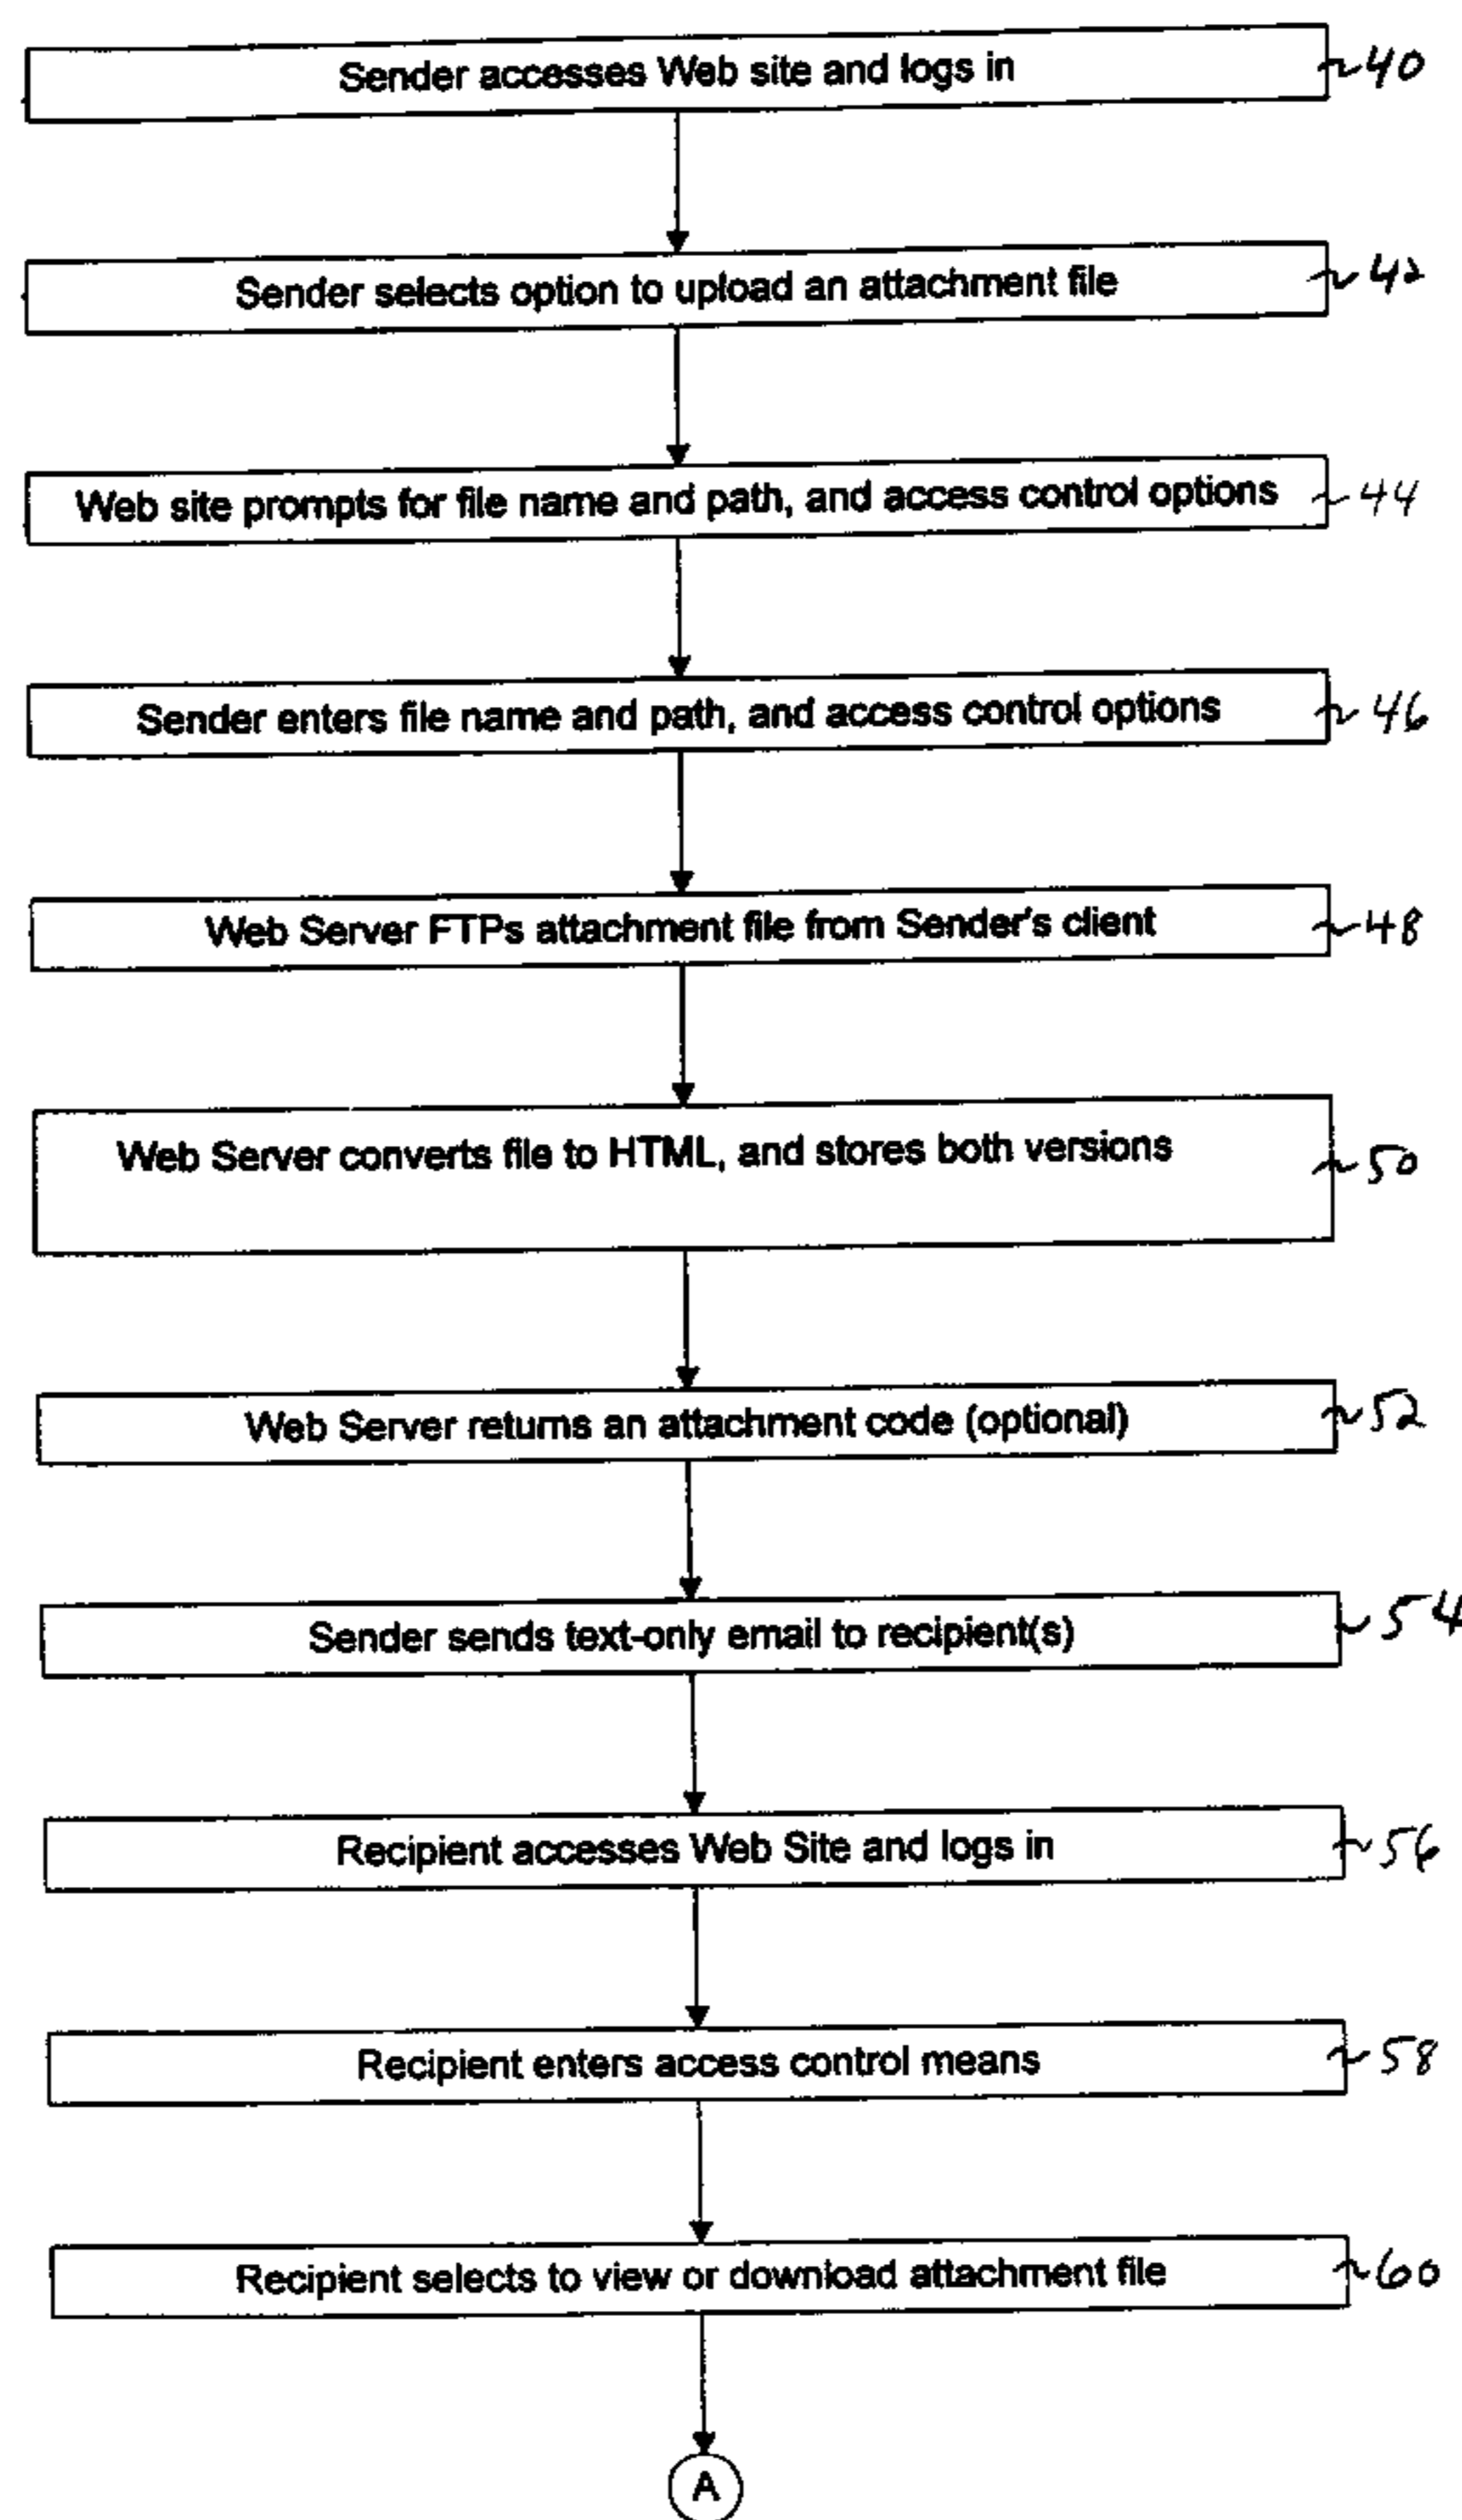 Sender accesses Web site and logs in 40
Sender selects option to upload an attachment file 42
Web site prompts for file name and path, and access control options 44
Sender enters file name and path, and access control options 46
Web Server FTPs attachment file from Sender's client 48
Web Server converts file to HTML, and stores both versions 50
Web Server returns an attachment code (optional) 52
Sender sends text-only email to recipient(s) 54
Recipient accesses Web Site and logs in 56
Recipient enters access control means 58
Recipient selects to view or download attachment file 60
A